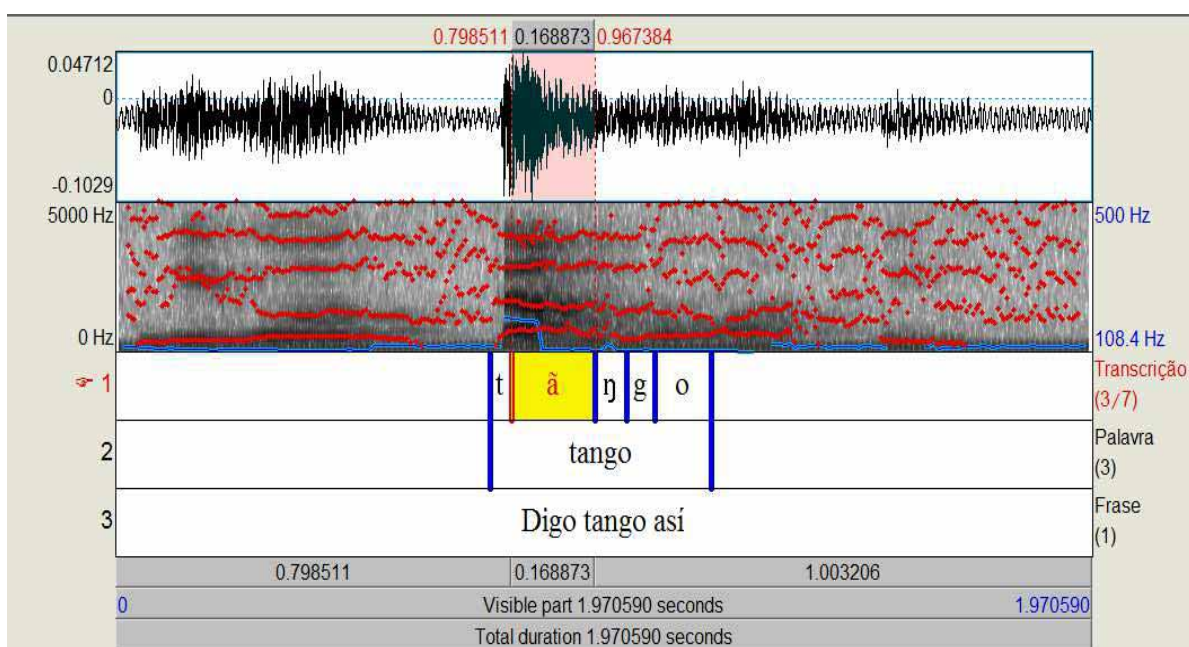 0.798511 0.168873 0.967384
0.04712
0
-0.1029
5000 Hz
500 Hz
0 Hz
108.4 Hz
☞ 1
t ã ŋ g o
Transcrição
(3/7)
2
tango
Palavra
(3)
3
Digo tango así
Frase
(1)
0.798511 0.168873 1.003206
0 Visible part 1.970590 seconds 1.970590
Total duration 1.970590 seconds